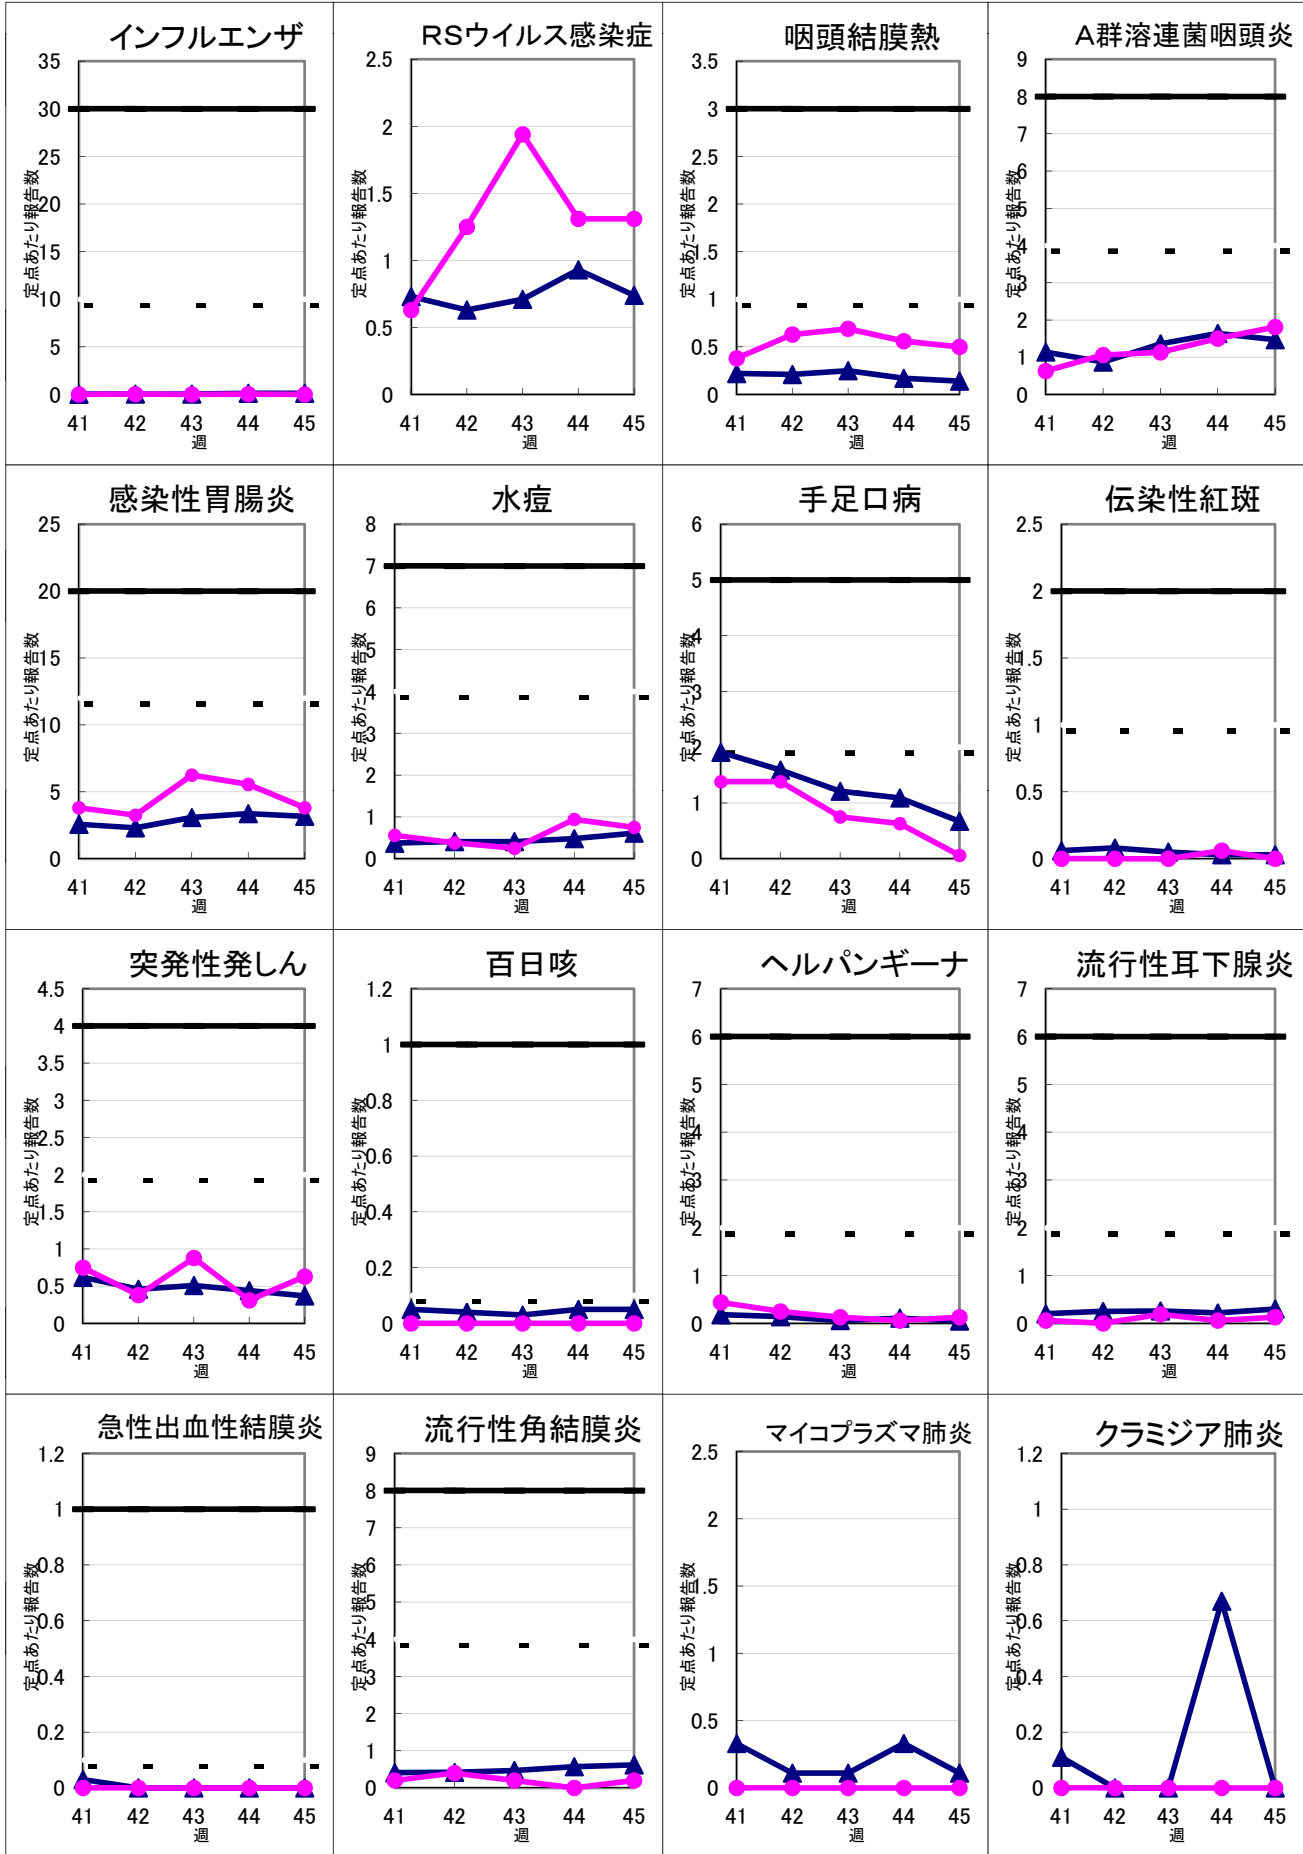 インフルエンザ
定点あたり報告数
35
30
25
20
15
10
5
0
41 42 43 44 45
週
RSウイルス感染症
定点あたり報告数
2.5
2
1.5
1
0.5
0
41 42 43 44 45
週
咽頭結膜熱
定点あたり報告数
3.5
3
2.5
2
1.5
1
0.5
0
41 42 43 44 45
週
A群溶連菌咽頭炎
定点あたり報告数
9
8
7
6
5
4
3
2
1
0
41 42 43 44 45
週
感染性胃腸炎
定点あたり報告数
25
20
15
10
5
0
41 42 43 44 45
週
水痘
定点あたり報告数
8
7
6
5
4
3
2
1
0
41 42 43 44 45
週
手足口病
定点あたり報告数
6
5
4
3
2
1
0
41 42 43 44 45
週
伝染性紅斑
定点あたり報告数
2.5
2
1.5
1
0.5
0
41 42 43 44 45
週
突発性発しん
定点あたり報告数
4.5
4
3.5
3
2.5
2
1.5
1
0.5
0
41 42 43 44 45
週
百日咳
定点あたり報告数
1.2
1
0.8
0.6
0.4
0.2
0
41 42 43 44 45
週
ヘルパンギーナ
定点あたり報告数
7
6
5
4
3
2
1
0
41 42 43 44 45
週
流行性耳下腺炎
定点あたり報告数
7
6
5
4
3
2
1
0
41 42 43 44 45
週
急性出血性結膜炎
定点あたり報告数
1.2
1
0.8
0.6
0.4
0.2
0
41 42 43 44 45
週
流行性角結膜炎
定点あたり報告数
9
8
7
6
5
4
3
2
1
0
41 42 43 44 45
週
マイコプラズマ肺炎
定点あたり報告数
2.5
2
1.5
1
0.5
0
41 42 43 44 45
週
クラミジア肺炎
定点あたり報告数
1.2
1
0.8
0.6
0.4
0.2
0
41 42 43 44 45
週